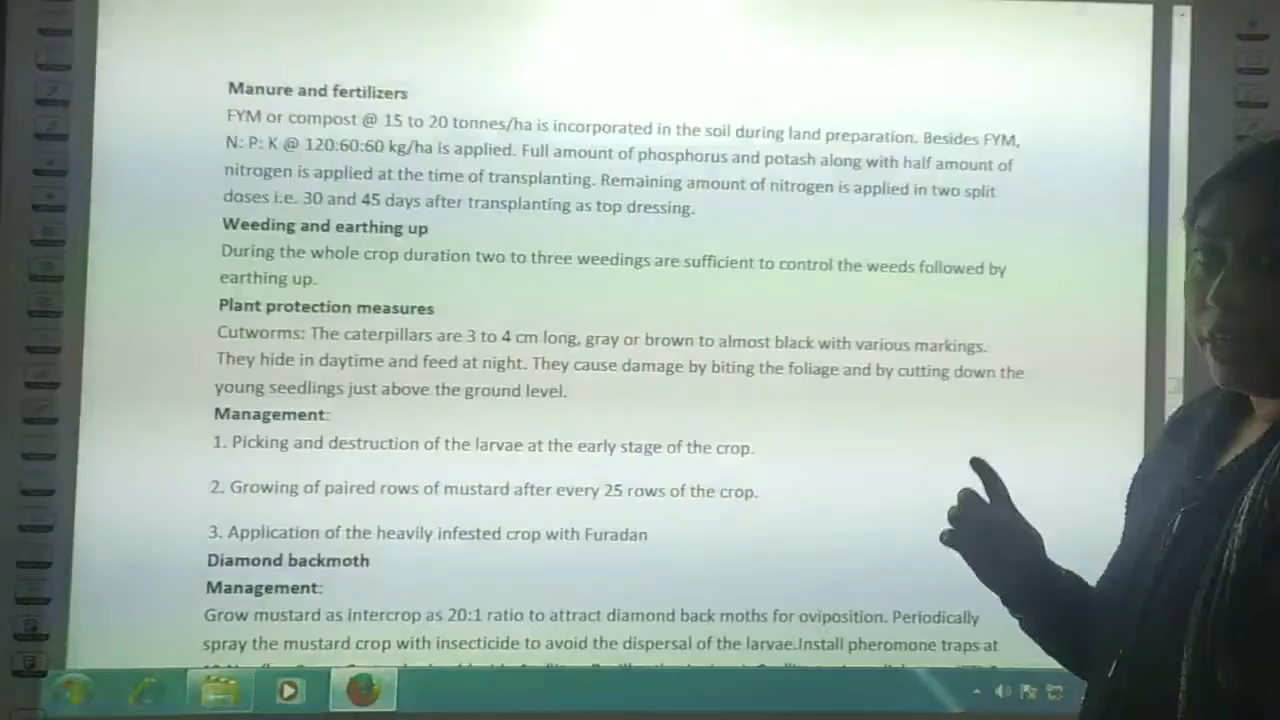 Manure and fertilizers
FYM or compost @ 15 to 20 tonnes/ha is incorporated in the soil during land preparation. Besides FYM,
N: P: K @ 120:60:60 kg/ha is applied. Full amount of phosphorus and potash along with half amount of
nitrogen is applied at the time of transplanting. Remaining amount of nitrogen is applied in two split
doses i.e. 30 and 45 days after transplanting as top dressing.
Weeding and earthing up
During the whole crop duration two to three weedings are sufficient to control the weeds followed by
earthing up.
Plant protection measures
Cutworms: The caterpillars are 3 to 4 cm long, gray or brown to almost black with various markings.
They hide in daytime and feed at night. They cause damage by biting the foliage and by cutting down the
young seedlings just above the ground level.
Management:
1. Picking and destruction of the larvae at the early stage of the crop.
2. Growing of paired rows of mustard after every 25 rows of the crop.
3. Application of the heavily infested crop with Furadan
Diamond backmoth
Management:
Grow mustard as intercrop as 20:1 ratio to attract diamond back moths for oviposition. Periodically
spray the mustard crop with insecticide to avoid the dispersal of the larvae.Install pheromone traps at